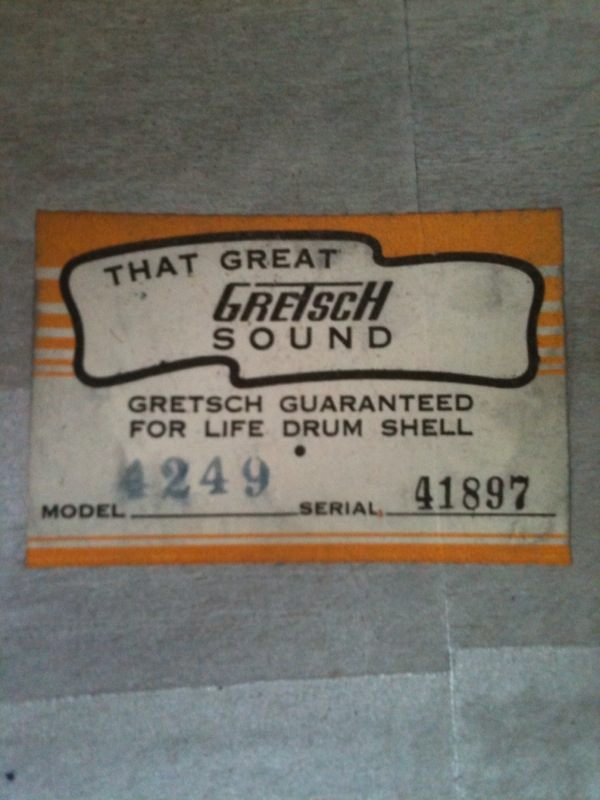 THAT GREAT
GRETSCH
SOUND
GRETSCH GUARANTEED
FOR LIFE DRUM SHELL
MODEL 4249 SERIAL 41897